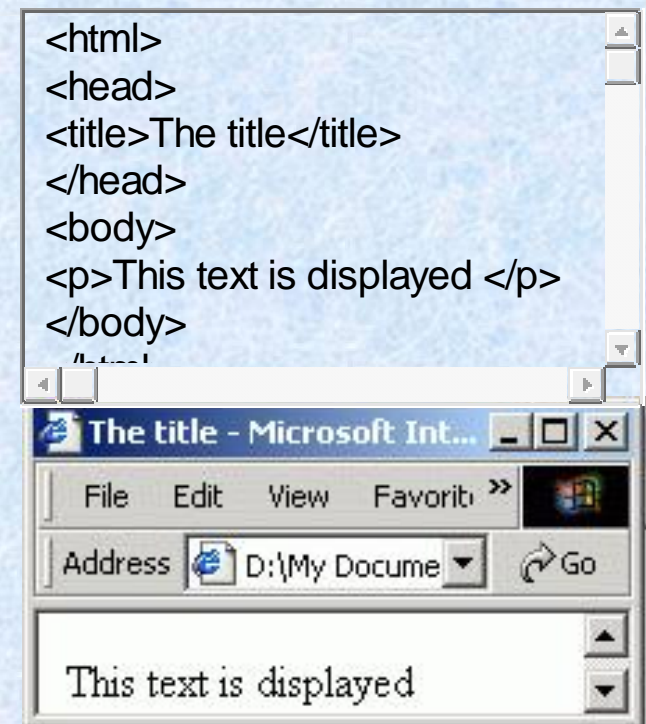 <html>
<head>
<title>The title</title>
</head>
<body>
<p>This text is displayed </p>
</body>
The title - Microsoft Int...
File Edit View Favorit »
Address D:\My Docume Go
This text is displayed